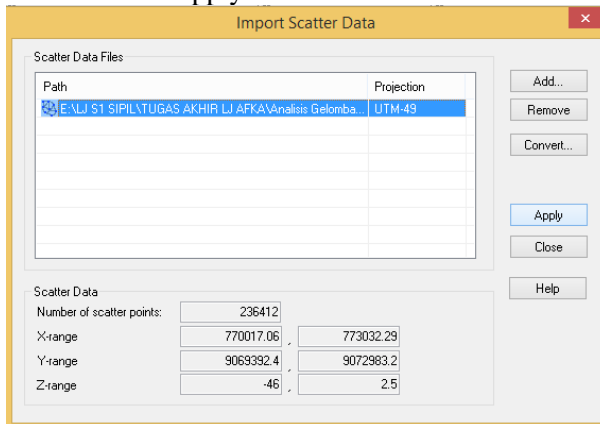 Import Scatter Data
Scatter Data Files
Path Projection
E:\LJ S1 SIPIL\TUGAS AKHIR LJ AFKA\Analisis Gelomba... UTM-49
Add...
Remove
Convert...
Apply
Close
Help
Scatter Data
Number of scatter points: 236412
X-range 770017.06 , 773032.29
Y-range 9069392.4 , 9072983.2
Z-range -46 , 2.5